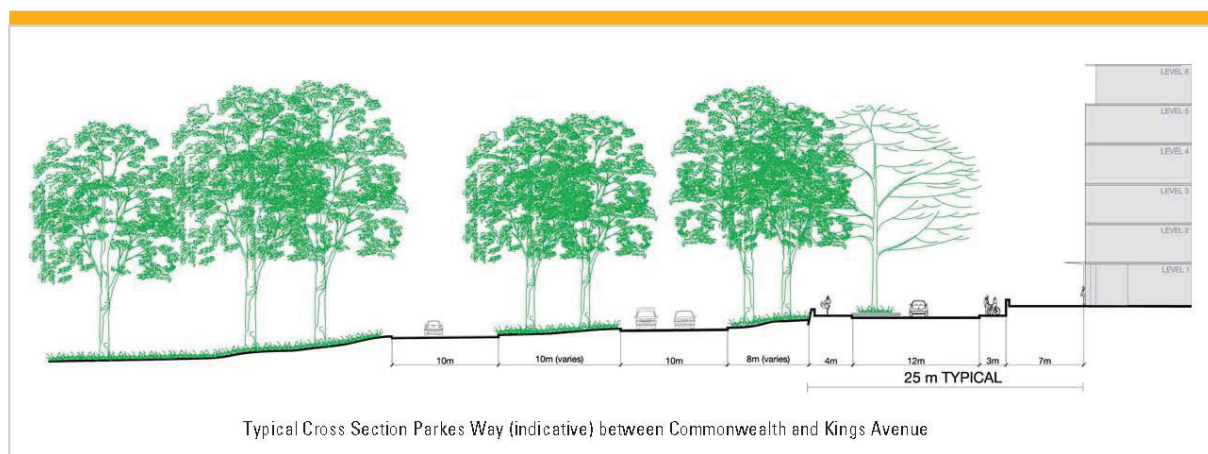 LEVEL 6
LEVEL 5
LEVEL 4
LEVEL 3
LEVEL 2
LEVEL 1
10m 10m (varies) 10m 8m (varies) 4m 12m 3m 7m
25 m TYPICAL
Typical Cross Section Parkes Way (indicative) between Commonwealth and Kings Avenue